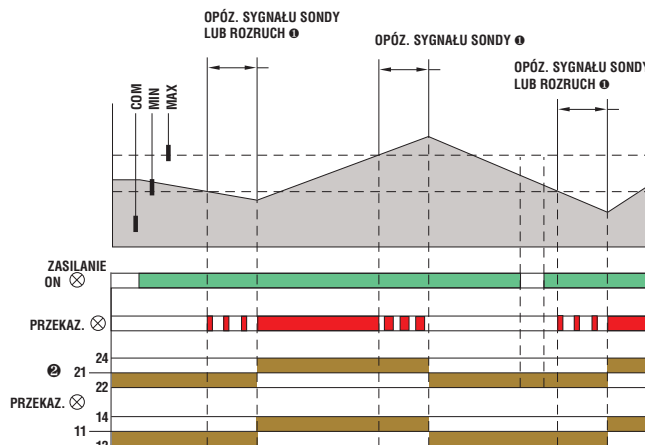 OPÓZ. SYGNAŁU SONDY
LUB ROZRUCH ❶
OPÓZ. SYGNAŁU SONDY ❶
OPÓZ. SYGNAŁU SONDY
LUB ROZRUCH ❶
COM
MIN
MAX
ZASILANIE
ON
PRZEKAZ.
24
❷ 21
22
PRZEKAZ.
14
11
12